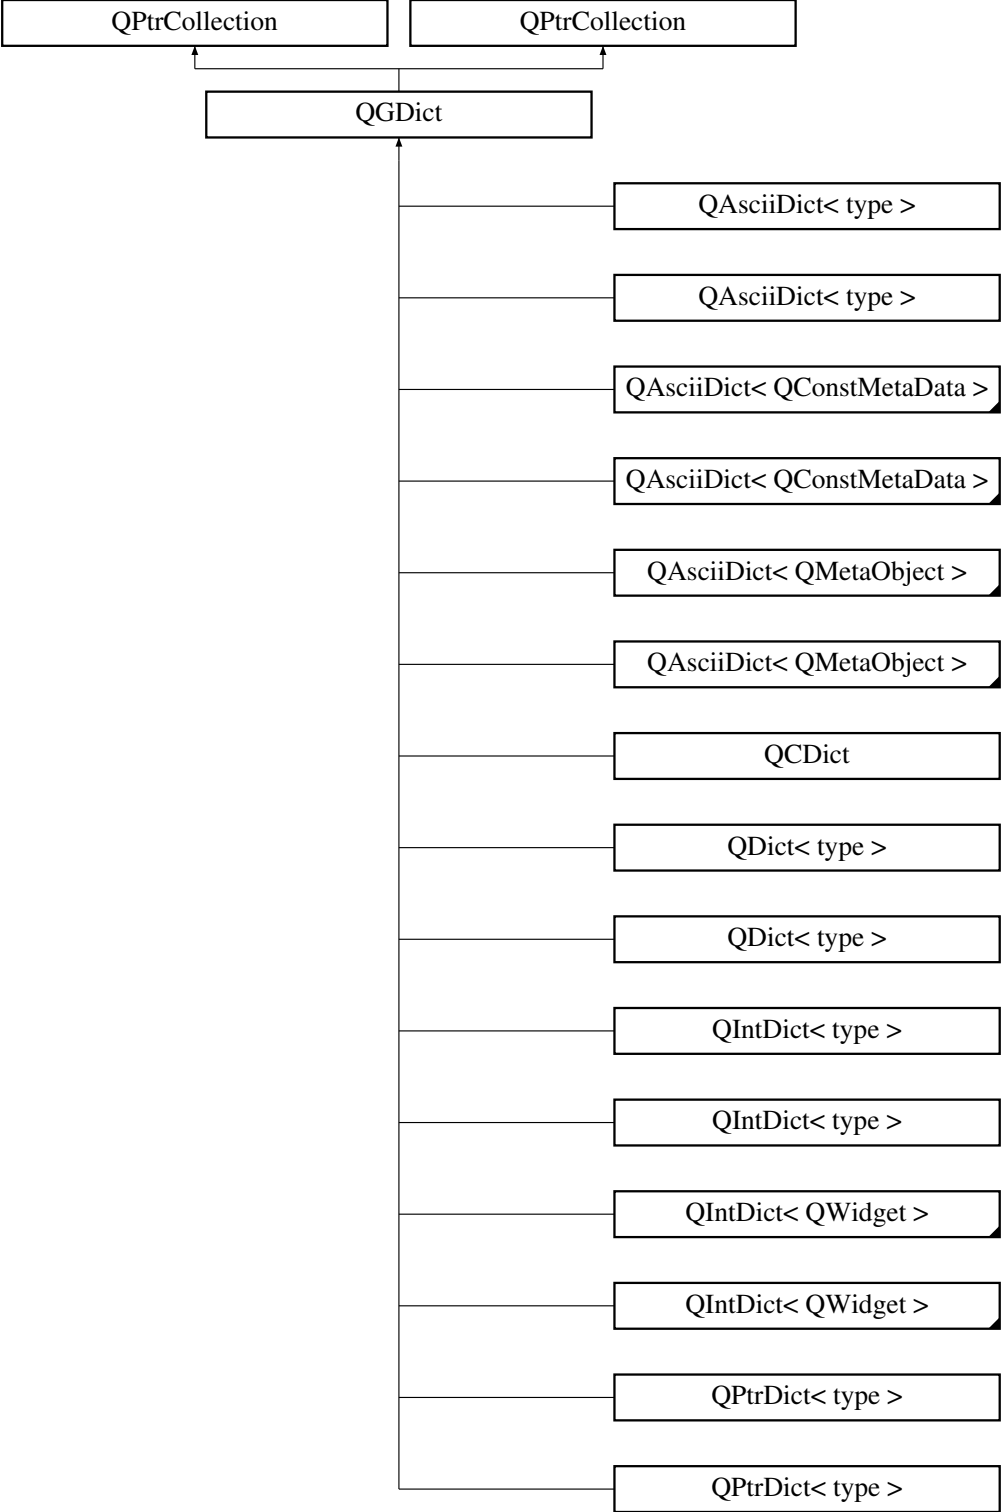 QPtrCollection
QPtrCollection
QGDict
QAsciiDict< type >
QAsciiDict< type >
QAsciiDict< QConstMetaData >
QAsciiDict< QConstMetaData >
QAsciiDict< QMetaObject >
QAsciiDict< QMetaObject >
QCDict
QDict< type >
QDict< type >
QIntDict< type >
QIntDict< type >
QIntDict< QWidget >
QIntDict< QWidget >
QPtrDict< type >
QPtrDict< type >